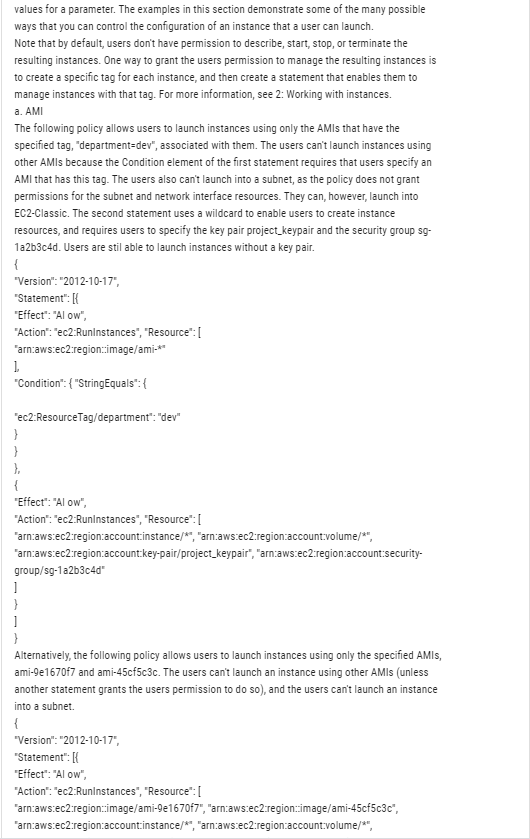 values for a parameter. The examples in this section demonstrate some of the many possible
ways that you can control the configuration of an instance that a user can launch.
Note that by default, users don't have permission to describe, start, stop, or terminate the
resulting instances. One way to grant the users permission to manage the resulting instances is
to create a specific tag for each instance, and then create a statement that enables them to
manage instances with that tag. For more information, see 2: Working with instances.
a. AMI
The following policy allows users to launch instances using only the AMIs that have the
specified tag, "department=dev", associated with them. The users can't launch instances using
other AMIs because the Condition element of the first statement requires that users specify an
AMI that has this tag. The users also can't launch into a subnet, as the policy does not grant
permissions for the subnet and network interface resources. They can, however, launch into
EC2-Classic. The second statement uses a wildcard to enable users to create instance
resources, and requires users to specify the key pair project_keypair and the security group sg-
1a2b3c4d. Users are stil able to launch instances without a key pair.
{
"Version": "2012-10-17",
"Statement": [{
"Effect": "Al ow",
"Action": "ec2:RunInstances", "Resource": [
"arn:aws:ec2:region::image/ami-*"
],
"Condition": { "StringEquals": {
"ec2:ResourceTag/department": "dev"
}
}
},
{
"Effect": "Al ow",
"Action": "ec2:RunInstances", "Resource": [
"arn:aws:ec2:region:account:instance/*", "arn:aws:ec2:region:account:volume/*",
"arn:aws:ec2:region:account:key-pair/project_keypair", "arn:aws:ec2:region:account:security-
group/sg-1a2b3c4d"
]
}
]
}
Alternatively, the following policy allows users to launch instances using only the specified AMIs,
ami-9e1670f7 and ami-45cf5c3c. The users can't launch an instance using other AMIs (unless
another statement grants the users permission to do so), and the users can't launch an instance
into a subnet.
{
"Version": "2012-10-17",
"Statement": [{
"Effect": "Al ow",
"Action": "ec2:RunInstances", "Resource": [
"arn:aws:ec2:region::image/ami-9e1670f7", "arn:aws:ec2:region::image/ami-45cf5c3c",
"arn:aws:ec2:region:account:instance/*", "arn:aws:ec2:region:account:volume/*",